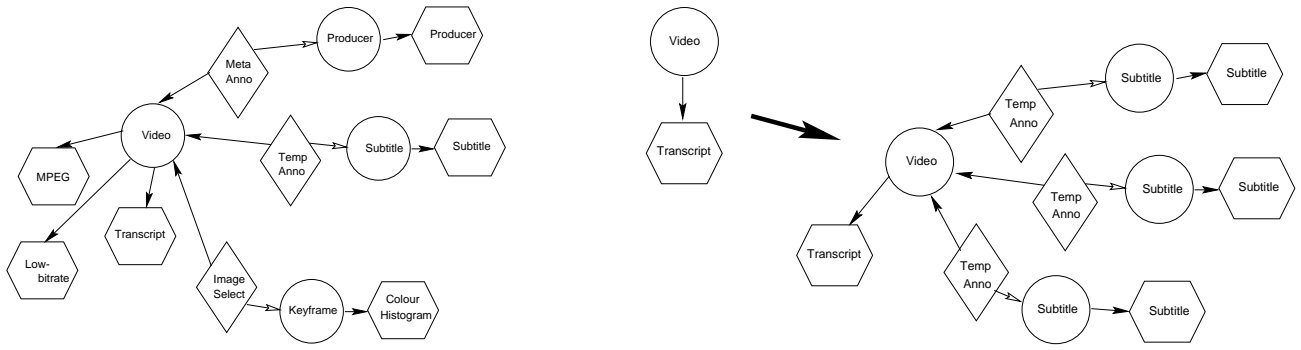 Meta
Anno
Producer
Producer
Video
Temp
Anno
Subtitle
Subtitle
MPEG
Transcript
Low-
bitrate
Image
Select
Keyframe
Colour
Histogram
Video
Transcript
Video
Temp
Anno
Subtitle
Subtitle
Temp
Anno
Subtitle
Subtitle
Transcript
Temp
Anno
Subtitle
Subtitle